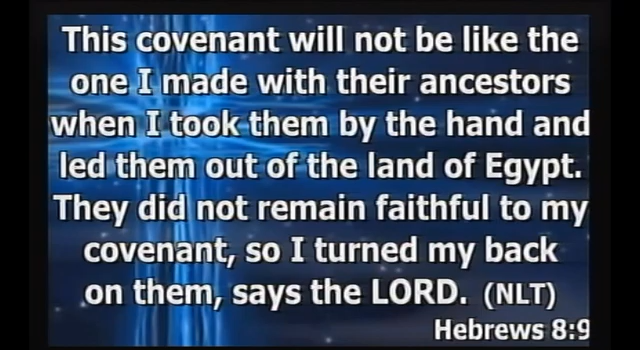 This covenant will not be like the
one I made with their ancestors
when I took them by the hand and
led them out of the land of Egypt.
They did not remain faithful to my
covenant, so I turned my back
on them, says the LORD. (NLT)
Hebrews 8:9